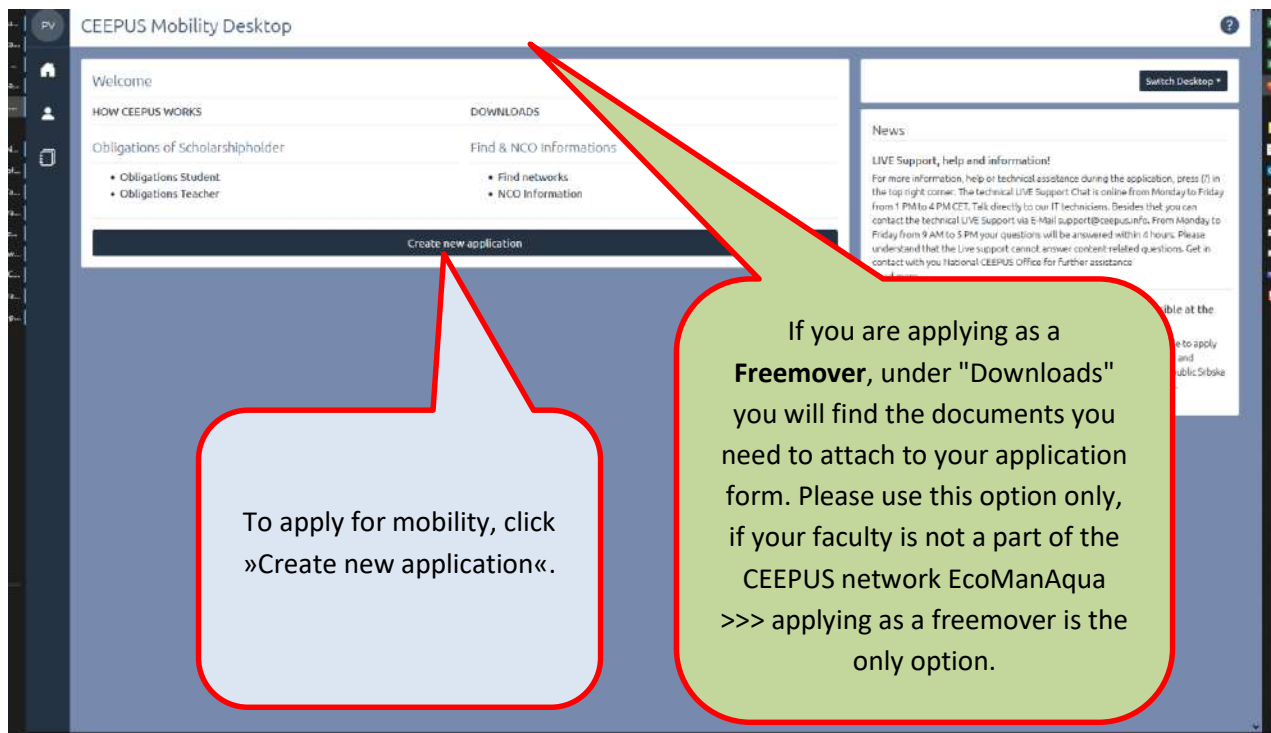 PV
CEEPUS Mobility Desktop
?
Welcome
HOW CEEPUS WORKS
DOWNLOADS
Obligations of Scholarshipholder
Find & NCO Informations
• Obligations Student
• Obligations Teacher
• Find networks
• NCO Information
Create new application
Switch Desktop
News
LIVE Support, help and information!
For more information, help or technical assistance during the application, press (?) in
the top right corner. The technical LIVE Support Chat is online from Monday to Friday
from 1 PM to 4 PM CET. Talk directly to our IT technicians. Besides that you can
contact the technical LIVE Support via E-Mail support@ceepus.info. From Monday to
Friday from 9 AM to 5 PM your questions will be answered within 4 hours. Please
understand that the Live support cannot answer content-related questions. Get in
contact with you National CEEPUS Office for further assistance
ible at the
e to apply
and
public Srbske
To apply for mobility, click
»Create new application«.
If you are applying as a
Freemover, under "Downloads"
you will find the documents you
need to attach to your application
form. Please use this option only,
if your faculty is not a part of the
CEEPUS network EcoManAqua
>>> applying as a freemover is the
only option.